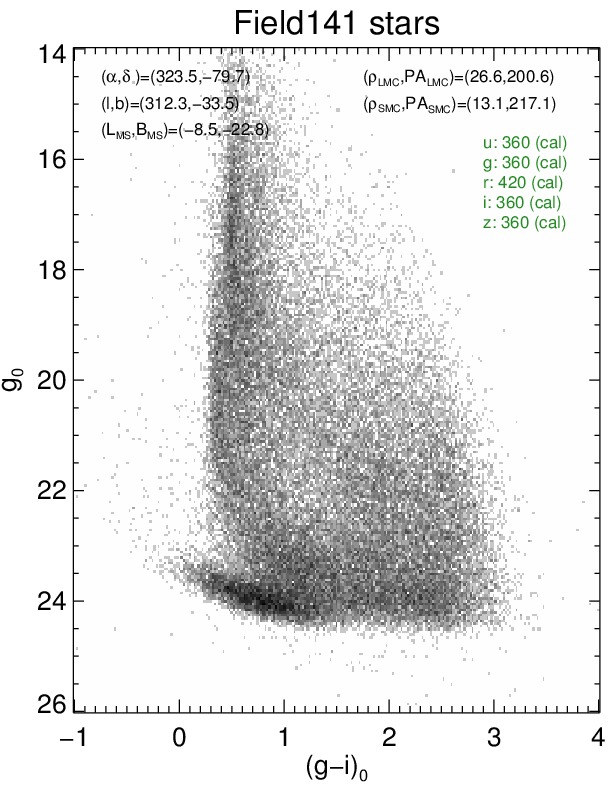 Field141 stars
(α,δ.)=(323.5,−79.7)
(ρLMC,PALMC)=(26.6,200.6)
(l,b)=(312.3,−33.5)
(ρSMC,PASMC)=(13.1,217.1)
(LMS,BMS)=(−8.5,−22.8)
u: 360 (cal)
g: 360 (cal)
r: 420 (cal)
i: 360 (cal)
z: 360 (cal)
14
16
18
20
22
24
26
g0
−1 0 1 2 3 4
(g−i)0